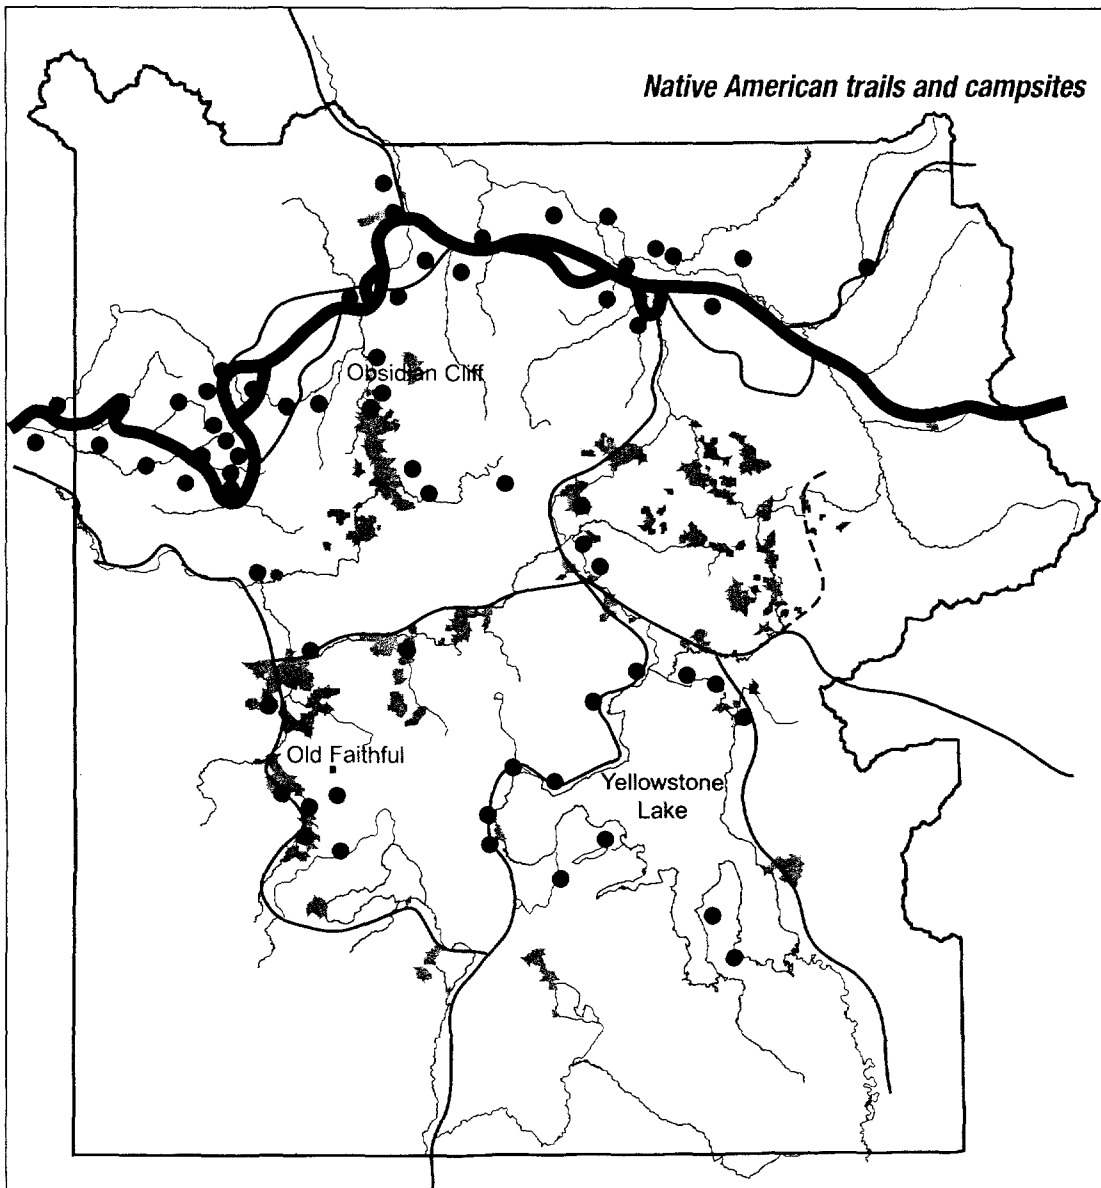 Native American trails and campsites
Obsidian Cliff
Old Faithful
Yellowstone
Lake